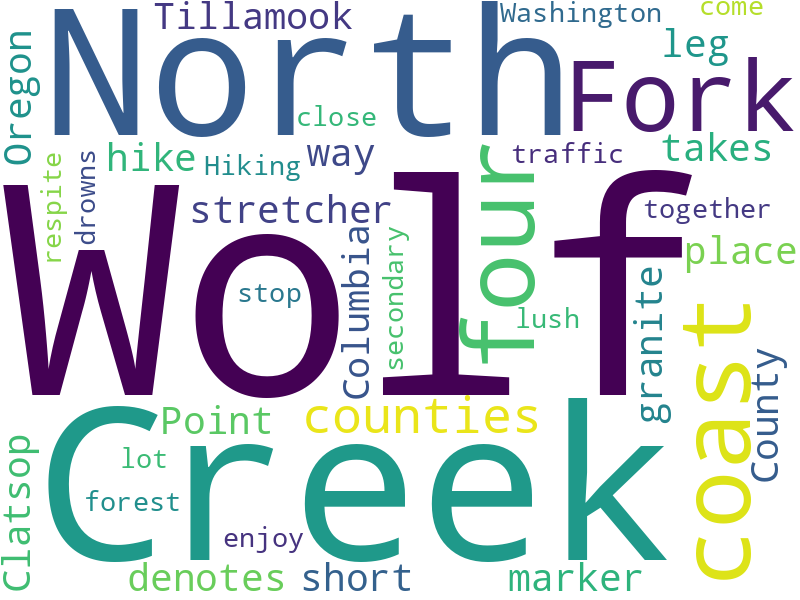 come
Tillamook
Washington
North
leg
Oregon
Fork
close
hike
Hiking
way
traffic
takes
respite
drowns
four
stretcher
together
Wolf
Columbia
secondary
place
stop
granite
lush
coast
County
Point
counties
Creek
Clatsop
lot
forest
enjoy
denotes
short
marker